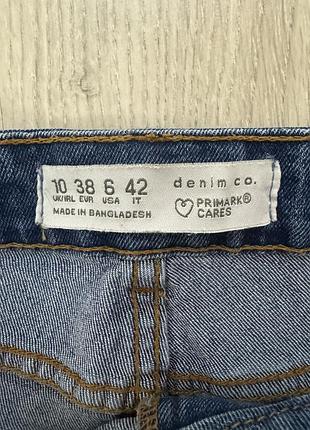 10 38 6 42
UK/IRL EUR USA IT
MADE IN BANGLADESH
denim co.
PRIMARK®
CARES